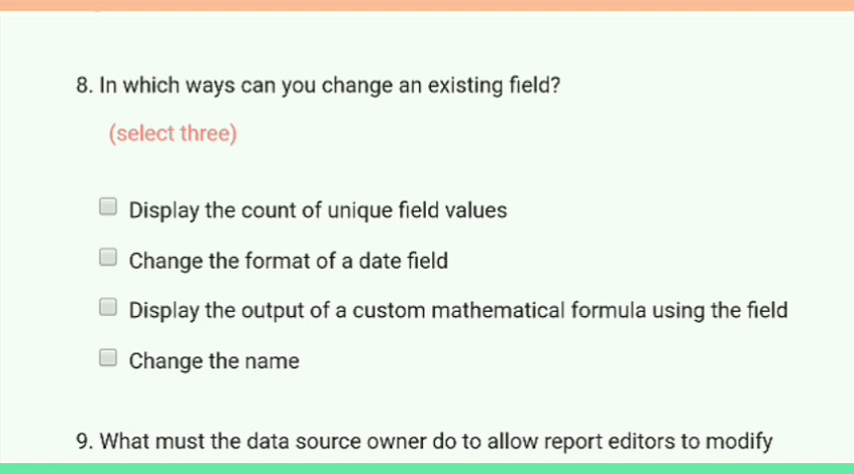 8. In which ways can you change an existing field?
(select three)
Display the count of unique field values
Change the format of a date field
Display the output of a custom mathematical formula using the field
Change the name
9. What must the data source owner do to allow report editors to modify